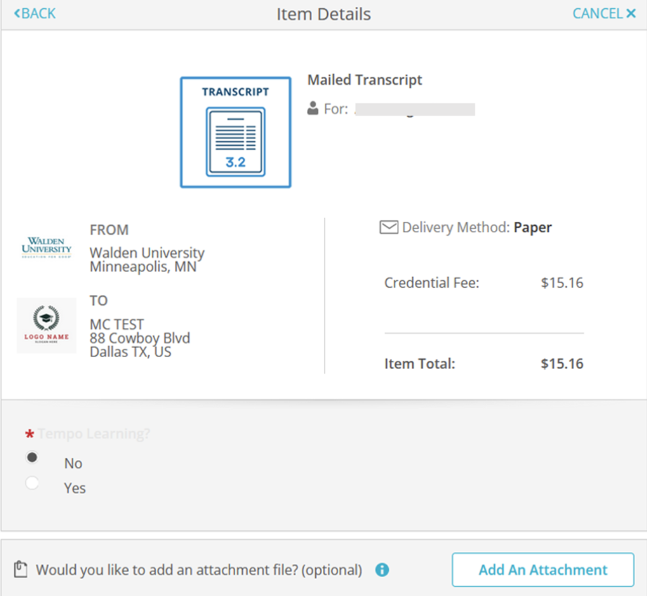 BACK
Item Details
CANCEL
TRANSCRIPT
3.2
Mailed Transcript
For:
WALDEN
UNIVERSITY
FROM
Walden University
Minneapolis, MN
LOGO NAME
TO
MC TEST
88 Cowboy Blvd
Dallas TX, US
Delivery Method: Paper
Credential Fee: $15.16
Item Total: $15.16
* Tempo Learning?
No
Yes
Would you like to add an attachment file? (optional)
Add An Attachment